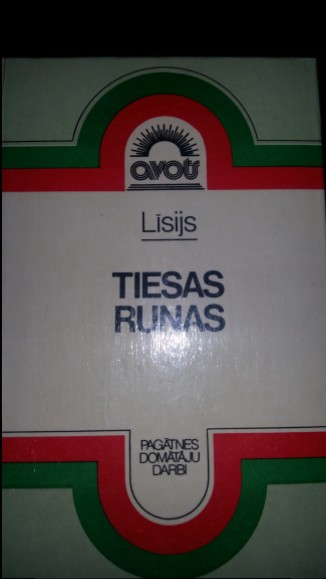 avots
Līsijs
TIESAS
RUNAS
PAGĀTNES
DOMĀTĀJU
DARBI